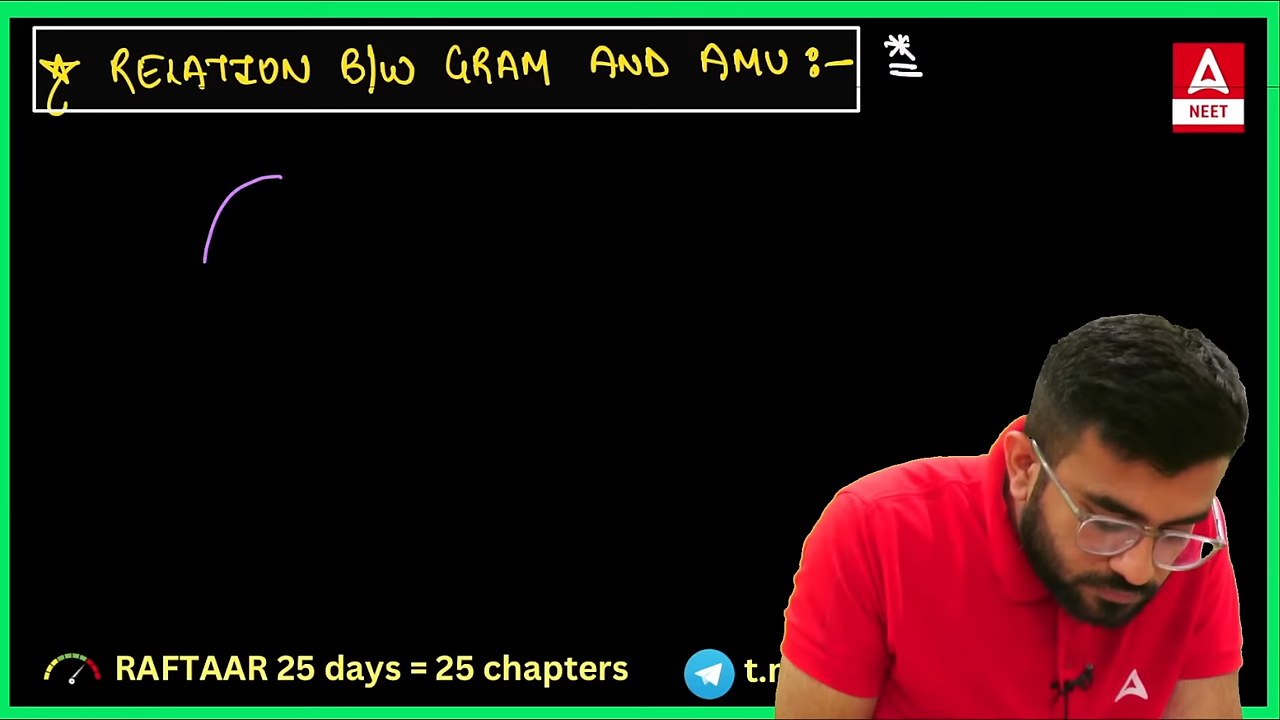 RELATION B/W GRAM AND AMU :-
NEET
RAFTAAR 25 days = 25 chapters